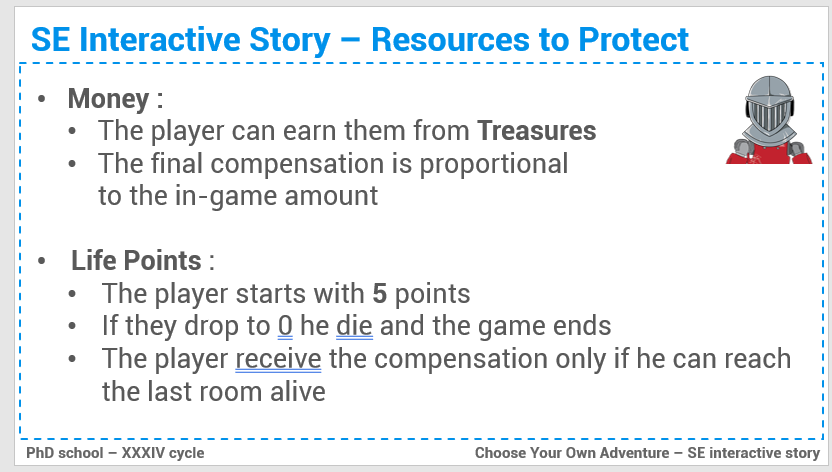 SE Interactive Story – Resources to Protect
• Money :
• The player can earn them from Treasures
• The final compensation is proportional
to the in-game amount
• Life Points :
• The player starts with 5 points
• If they drop to 0 he die and the game ends
• The player receive the compensation only if he can reach
the last room alive
PhD school – XXXIV cycle
Choose Your Own Adventure – SE interactive story